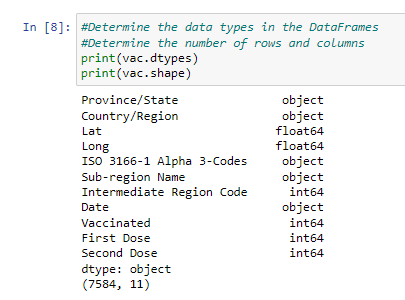 In [8]: #Determine the data types in the DataFrames
#Determine the number of rows and columns
print(vac.dtypes)
print(vac.shape)
Province/State object
Country/Region object
Lat float64
Long float64
ISO 3166-1 Alpha 3-Codes object
Sub-region Name object
Intermediate Region Code int64
Date object
Vaccinated int64
First Dose int64
Second Dose int64
dtype: object
(7584, 11)